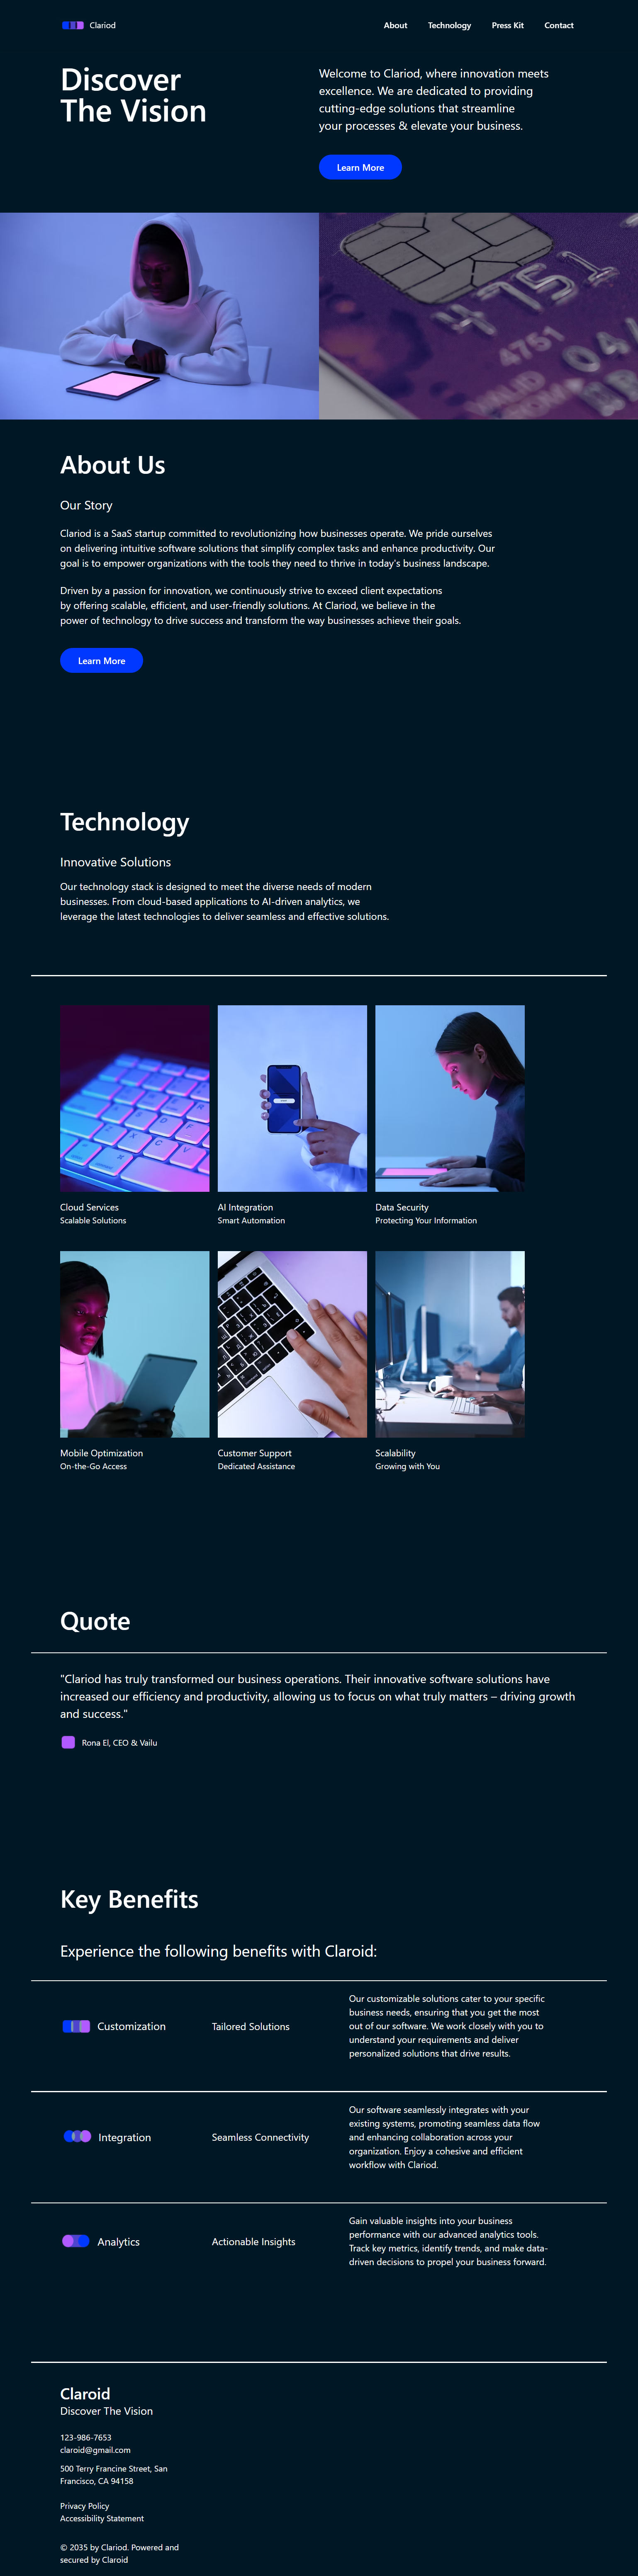 Clariod
About
Technology
Press Kit
Contact
Discover
The Vision
Welcome to Clariod, where innovation meets
excellence. We are dedicated to providing
cutting-edge solutions that streamline
your processes & elevate your business.
Learn More
4751
4751
04
About Us
Our Story
Clariod is a SaaS startup committed to revolutionizing how businesses operate. We pride ourselves
on delivering intuitive software solutions that simplify complex tasks and enhance productivity. Our
goal is to empower organizations with the tools they need to thrive in today's business landscape.
Driven by a passion for innovation, we continuously strive to exceed client expectations
by offering scalable, efficient, and user-friendly solutions. At Clariod, we believe in the
power of technology to drive success and transform the way businesses achieve their goals.
Learn More
Technology
Innovative Solutions
Our technology stack is designed to meet the diverse needs of modern
businesses. From cloud-based applications to AI-driven analytics, we
leverage the latest technologies to deliver seamless and effective solutions.
Cloud Services
Scalable Solutions
AI Integration
Smart Automation
Data Security
Protecting Your Information
Mobile Optimization
On-the-Go Access
Customer Support
Dedicated Assistance
Scalability
Growing with You
Quote
"Clariod has truly transformed our business operations. Their innovative software solutions have
increased our efficiency and productivity, allowing us to focus on what truly matters – driving growth
and success."
Rona El, CEO & Vailu
Key Benefits
Experience the following benefits with Claroid:
Customization
Tailored Solutions
Our customizable solutions cater to your specific
business needs, ensuring that you get the most
out of our software. We work closely with you to
understand your requirements and deliver
personalized solutions that drive results.
Integration
Seamless Connectivity
Our software seamlessly integrates with your
existing systems, promoting seamless data flow
and enhancing collaboration across your
organization. Enjoy a cohesive and efficient
workflow with Clariod.
Analytics
Actionable Insights
Gain valuable insights into your business
performance with our advanced analytics tools.
Track key metrics, identify trends, and make data-
driven decisions to propel your business forward.
Claroid
Discover The Vision
123-986-7653
claroid@gmail.com
500 Terry Francine Street, San
Francisco, CA 94158
Privacy Policy
Accessibility Statement
© 2035 by Clariod. Powered and
secured by Claroid